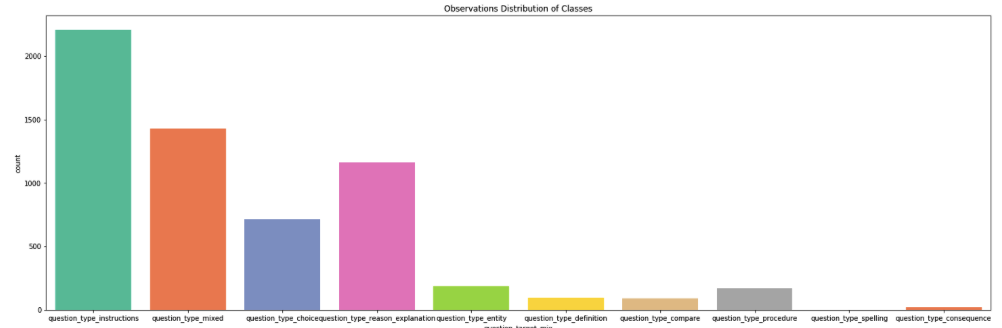 Observations Distribution of Classes
2000
1500
count
1000
500
0
question_type_instructions question_type_mixed question_type_choice question_type_reason_explanation question_type_entity question_type_definition question_type_compare question_type_procedure question_type_spelling question_type_consequence